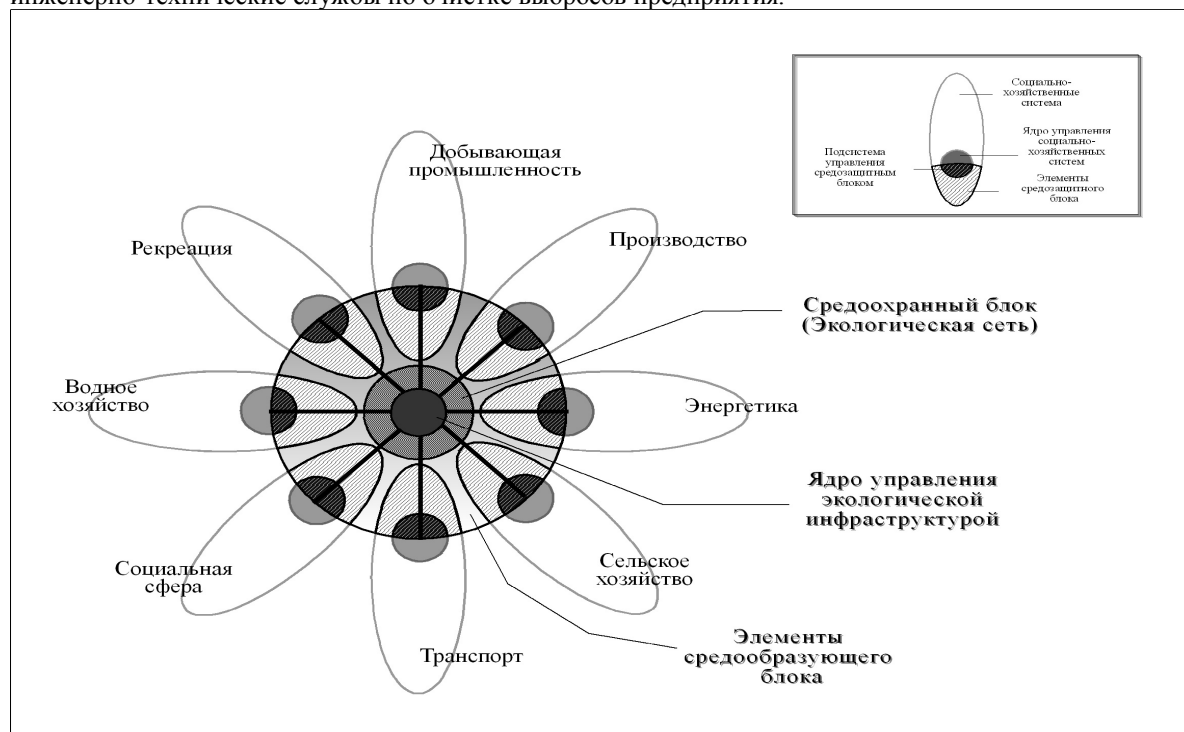 инженерно-технические службы по очистке выбросов предприятия.
Социально-
хозяйственные
система
Ядро управления
социально-
хозяйственных
систем
Подсистема
управления
средозащитным
блоком
Элементы
средозащитного
блока
Добывающая
промышленность
Рекреация
Производство
Средоохранный блок
(Экологическая сеть)
Водное
хозяйство
Энергетика
Ядро управления
экологической
инфраструктурой
Социальная
сфера
Сельское
хозяйство
Транспорт
Элементы
средообразующего
блока